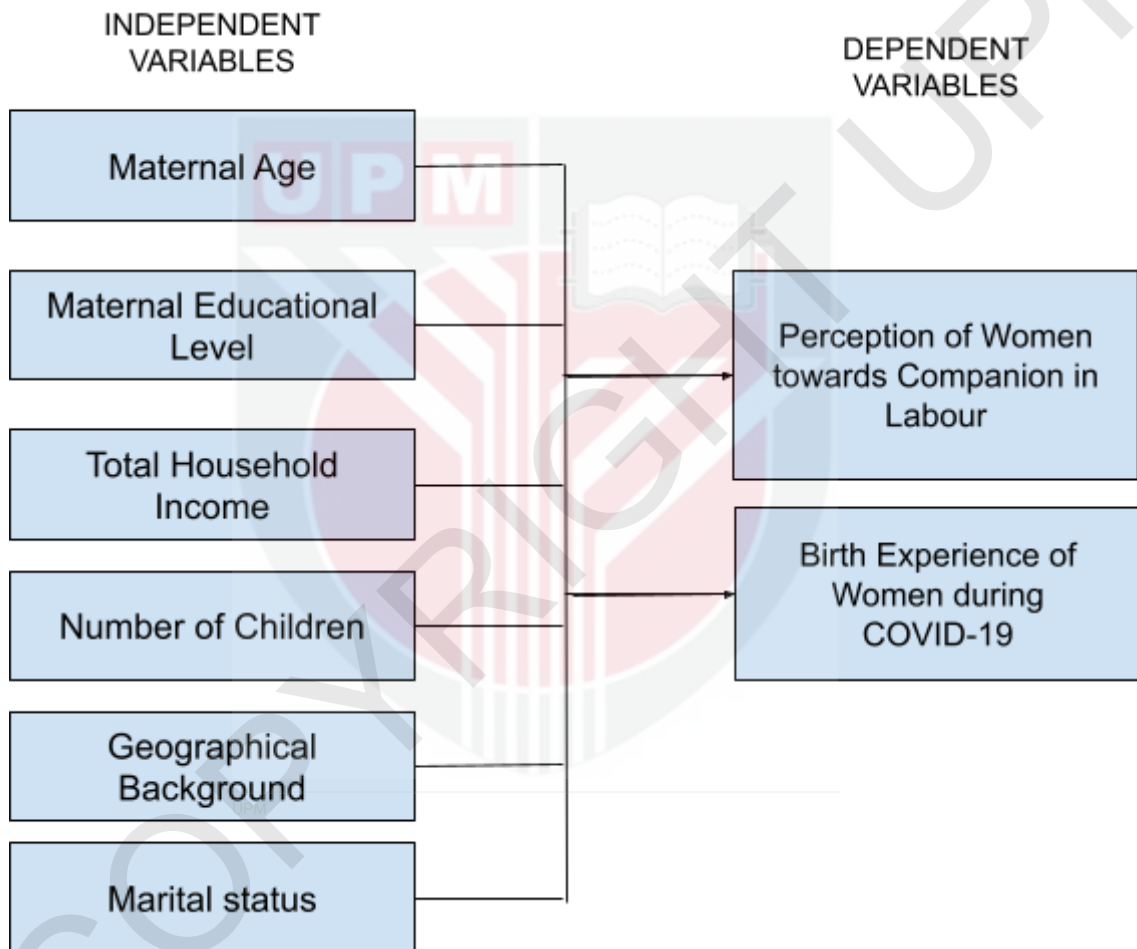 INDEPENDENT
VARIABLES
Maternal Age
Maternal Educational
Level
Total Household
Income
Number of Children
Geographical
Background
Marital status
DEPENDENT
VARIABLES
Perception of Women
towards Companion in
Labour
Birth Experience of
Women during
COVID-19
UPM
UPM
COPYRIGHT UPM